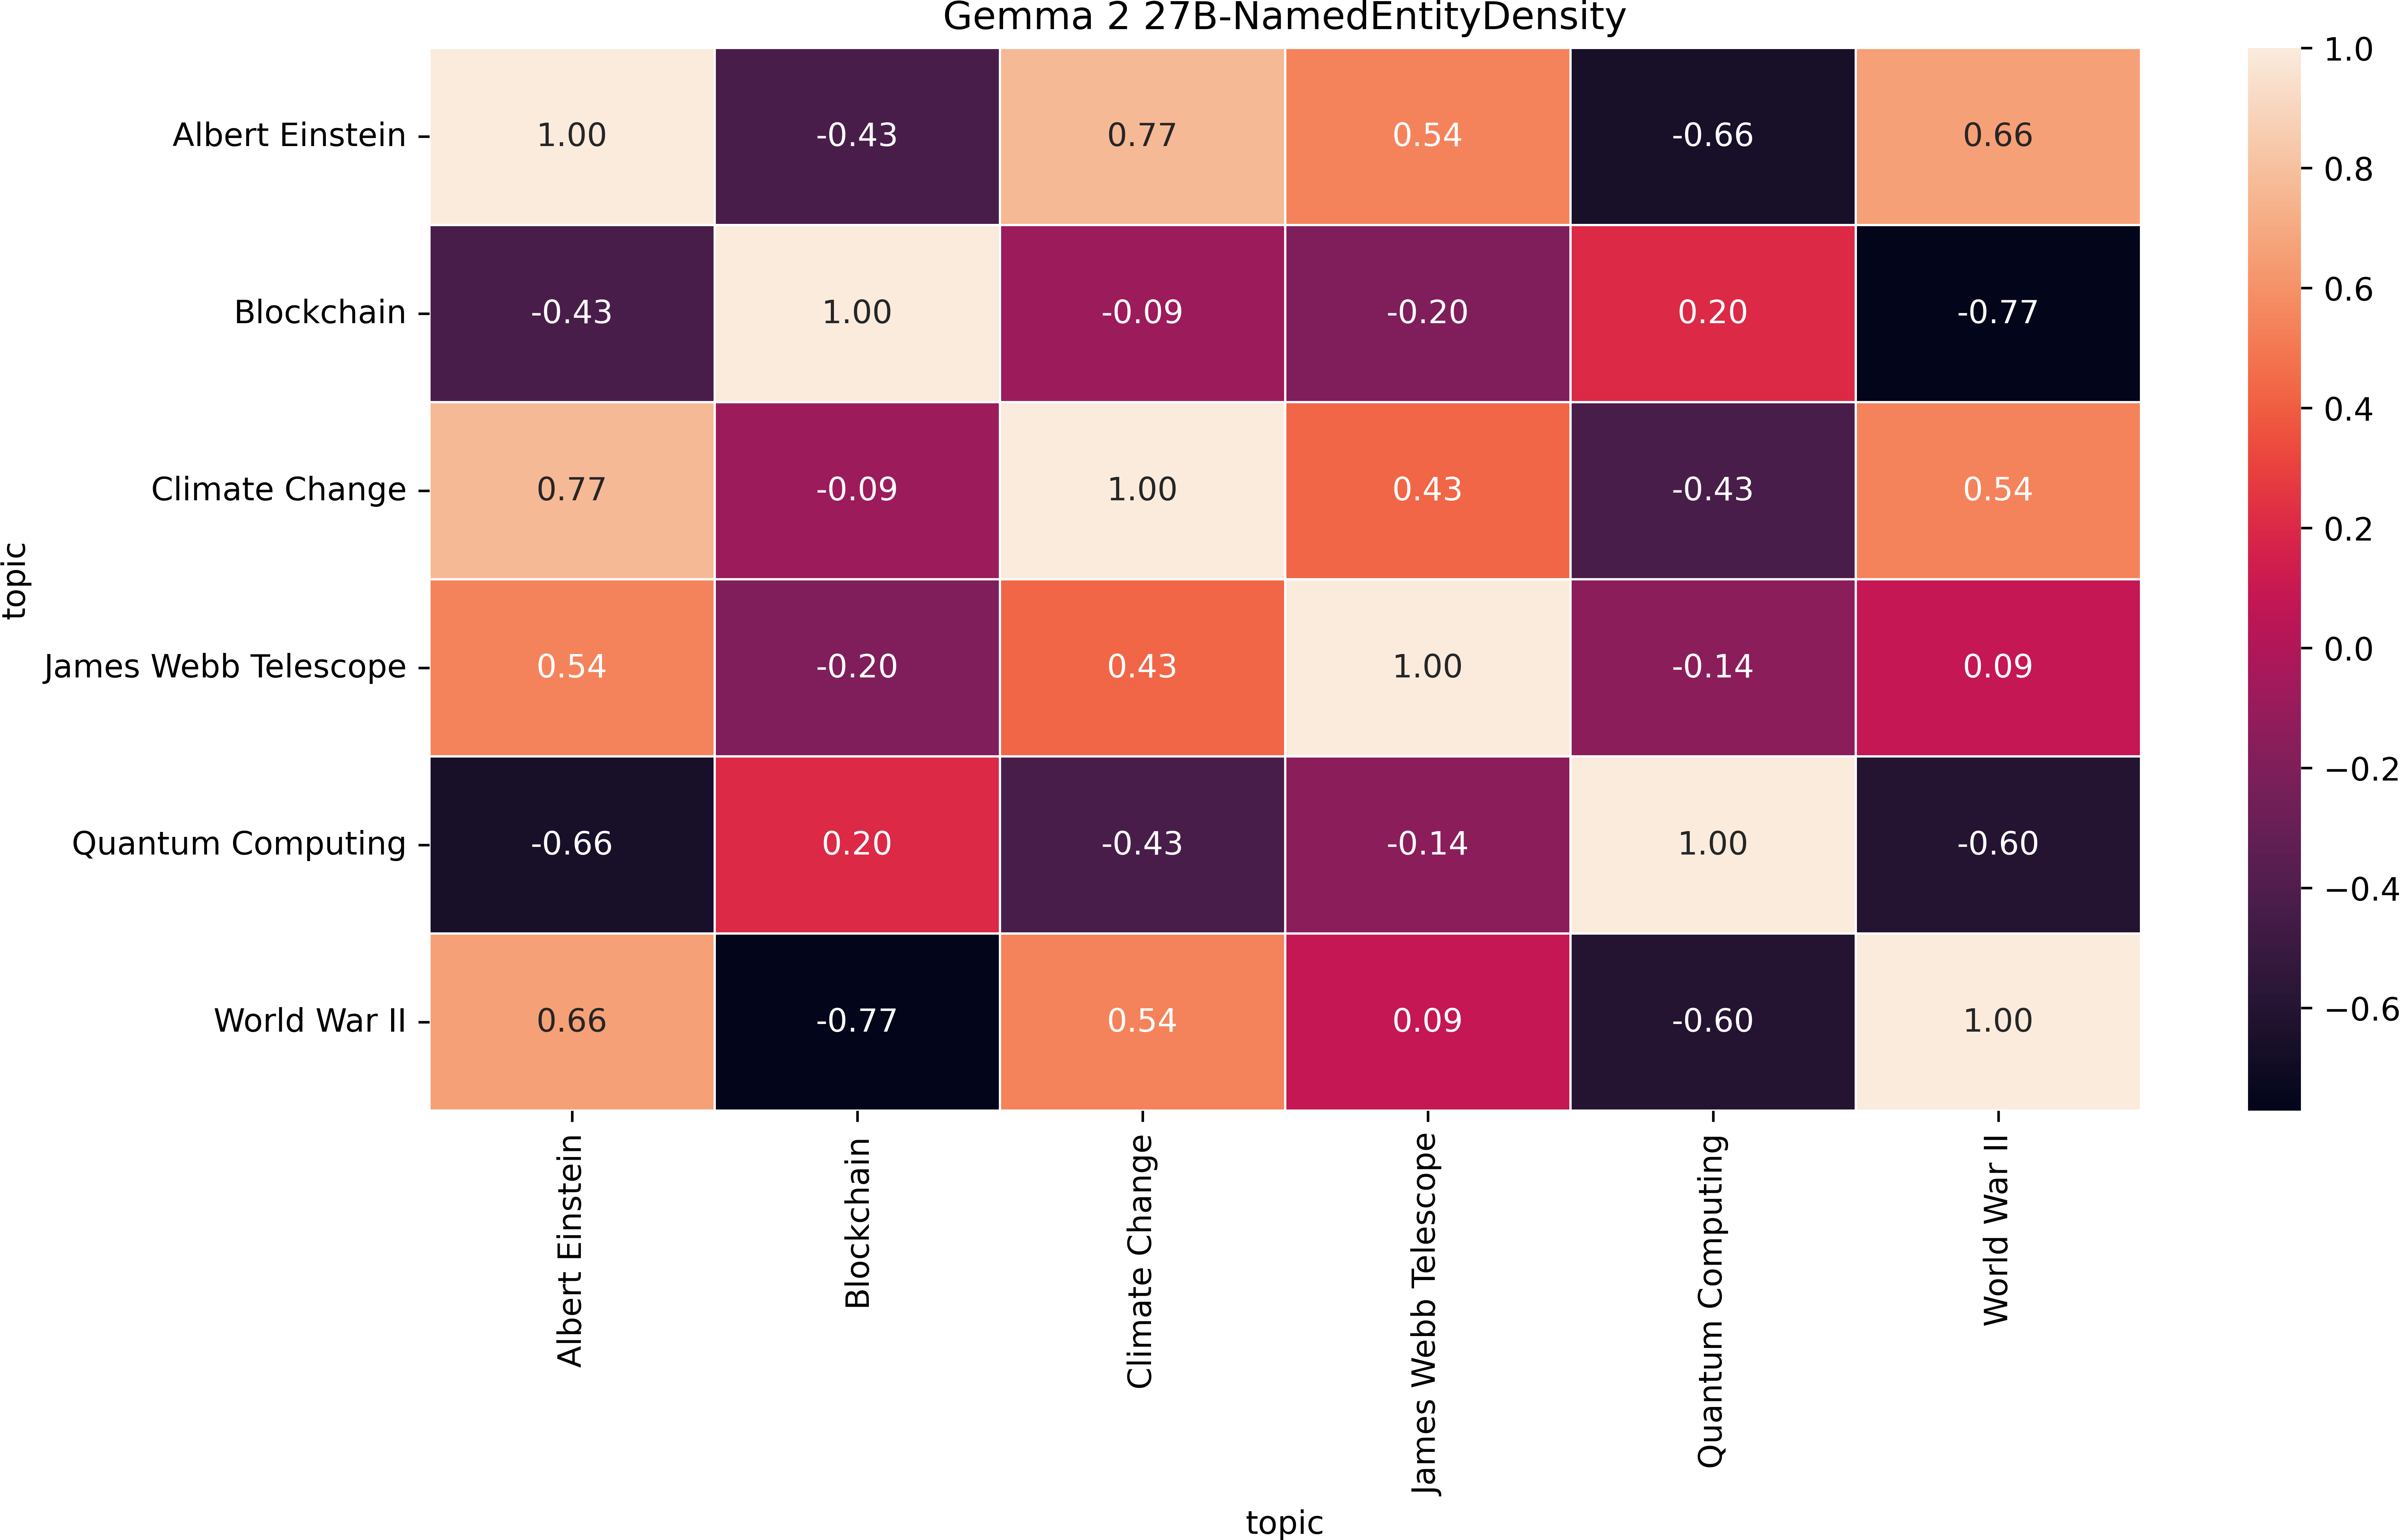 Gemma 2 27B-NamedEntityDensity
topic
Albert Einstein 1.00 -0.43 0.77 0.54 -0.66 0.66
Blockchain -0.43 1.00 -0.09 -0.20 0.20 -0.77
Climate Change 0.77 -0.09 1.00 0.43 -0.43 0.54
James Webb Telescope 0.54 -0.20 0.43 1.00 -0.14 0.09
Quantum Computing -0.66 0.20 -0.43 -0.14 1.00 -0.60
World War II 0.66 -0.77 0.54 0.09 -0.60 1.00
Albert Einstein
Blockchain
Climate Change
James Webb Telescope
Quantum Computing
World War II
topic
1.0
0.8
0.6
0.4
0.2
0.0
−0.2
−0.4
−0.6